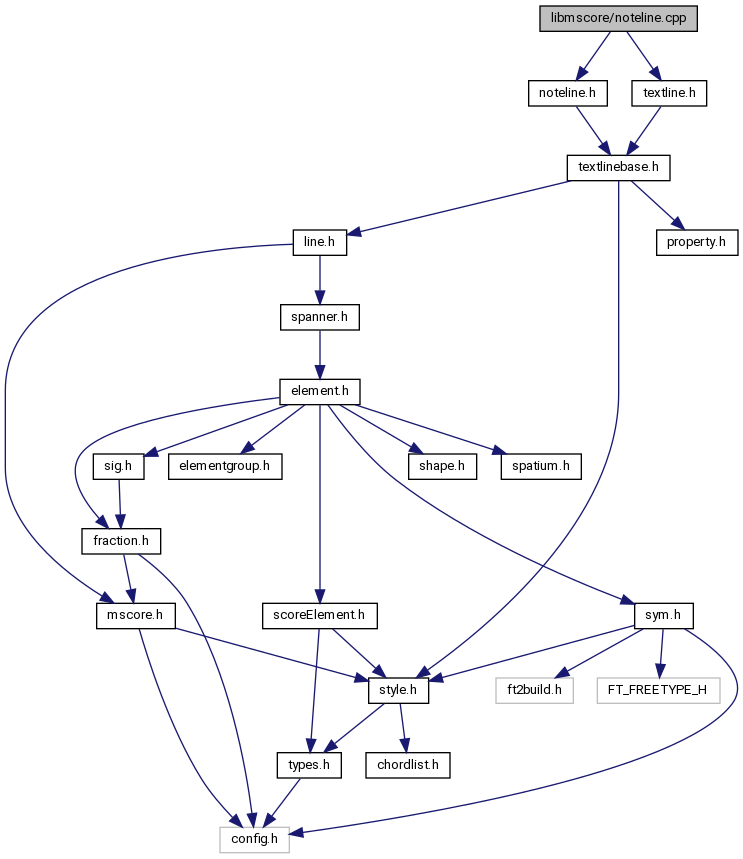 libmscore/noteline.cpp
noteline.h
textline.h
textlinebase.h
line.h
property.h
spanner.h
element.h
sig.h
elementgroup.h
shape.h
spatium.h
fraction.h
mscore.h
scoreElement.h
sym.h
style.h
ft2build.h
FT_FREETYPE_H
types.h
chordlist.h
config.h